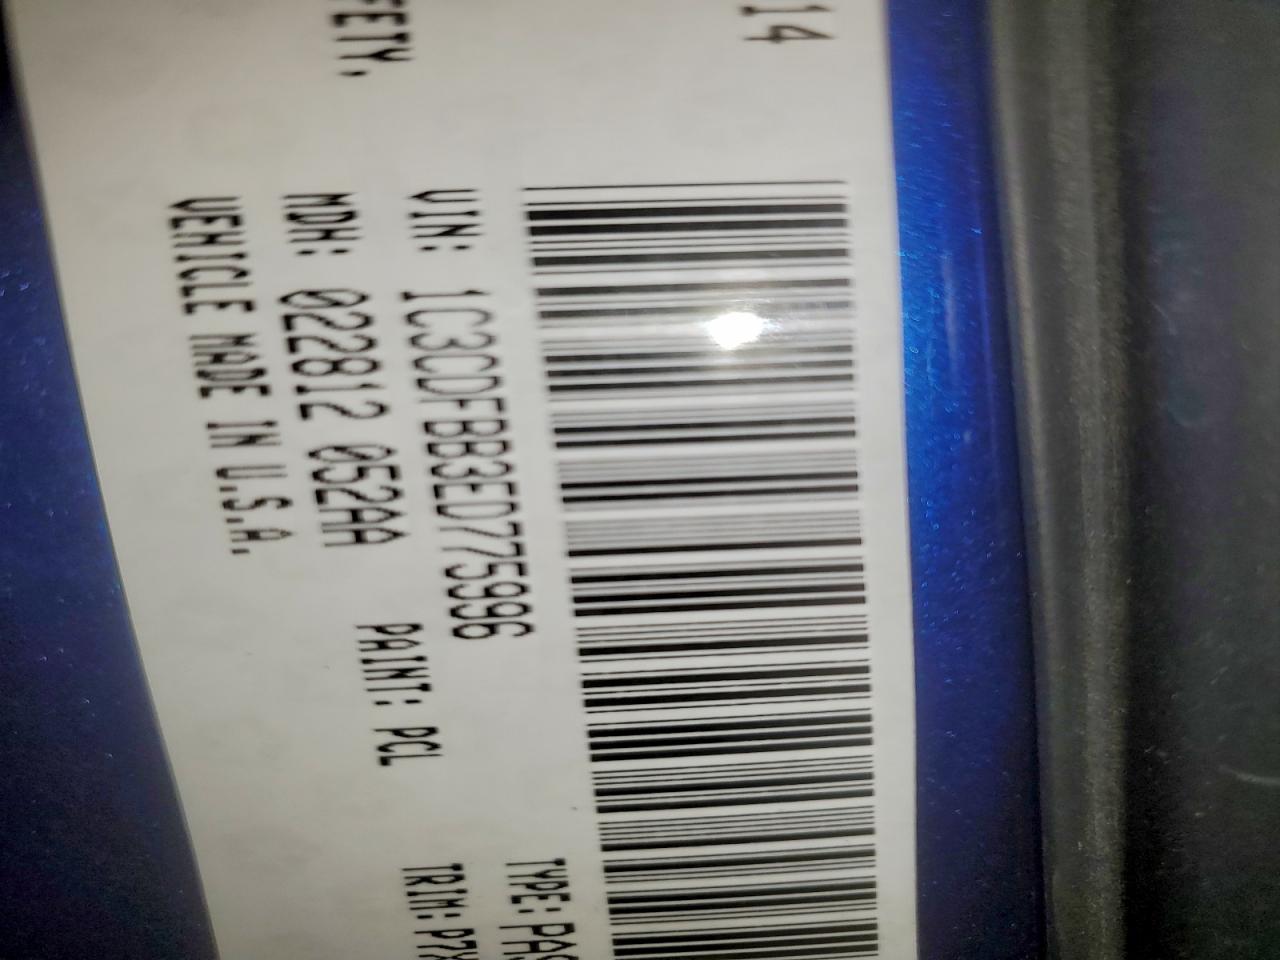 14
FETY.
VIN: 1C3CDFBB3ED775996 TYPE: PAS
MDH: 022812 052AA PAINT: PCL TRIM: P7X
VEHICLE MADE IN U.S.A.